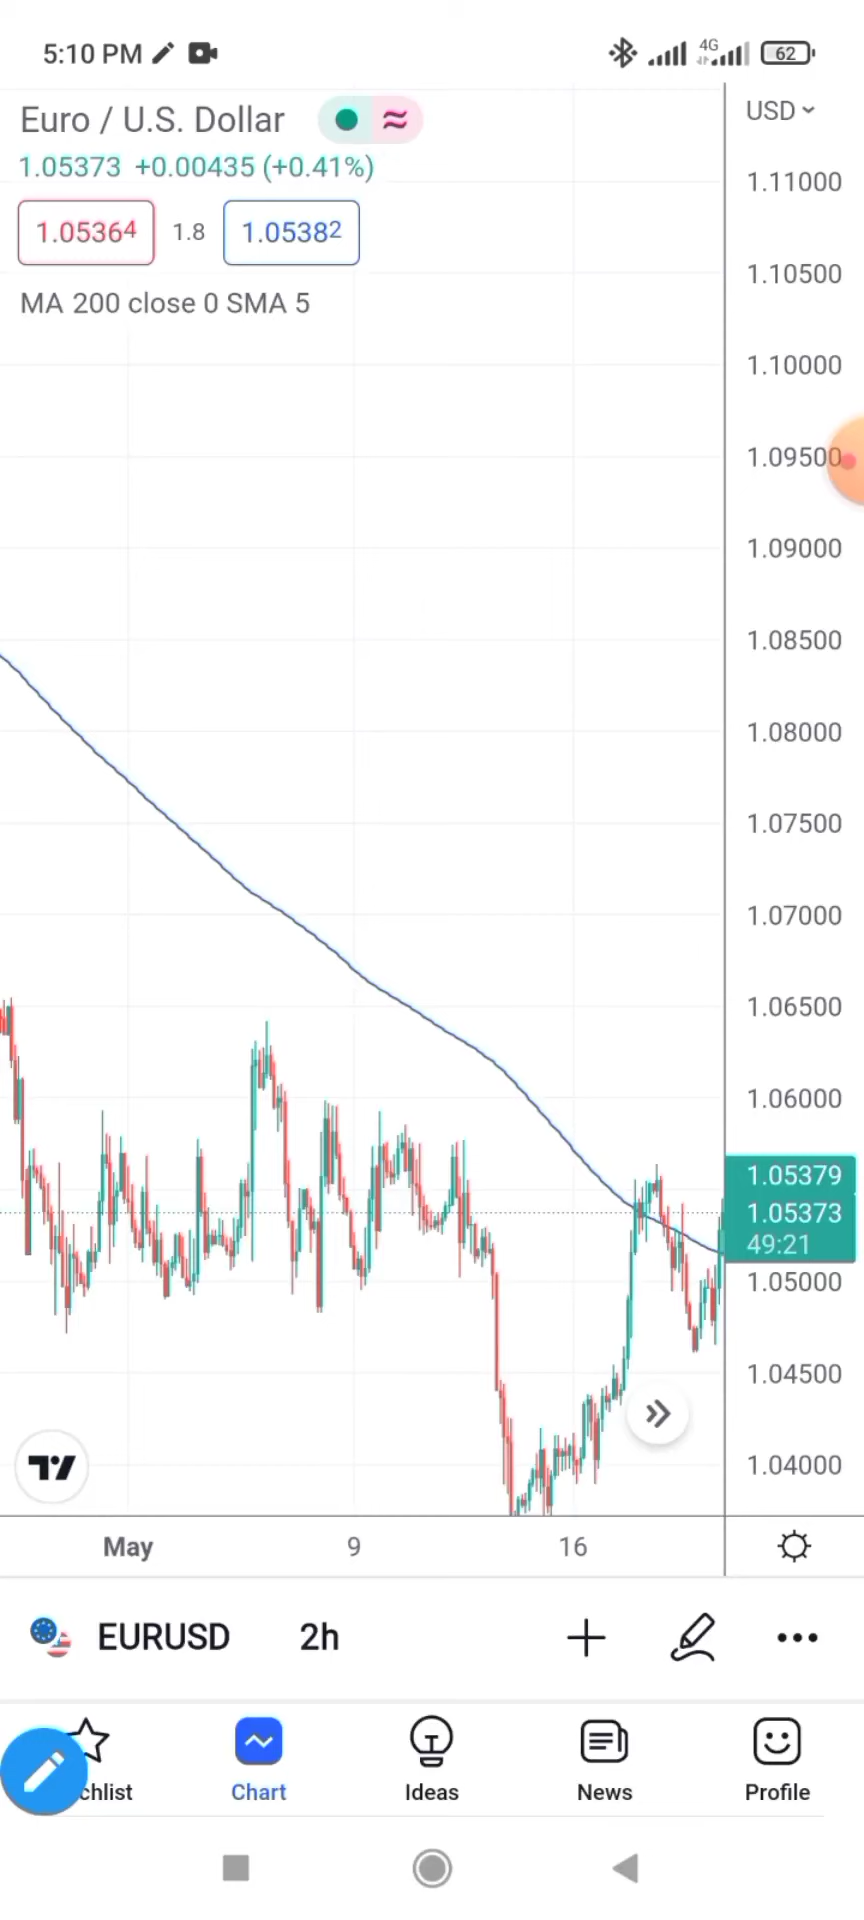 5:10 PM 4G 62
Euro / U.S. Dollar
USD
1.05373 +0.00435 (+0.41%)
1.05364 1.8 1.05382
MA 200 close 0 SMA 5
1.11000
1.10500
1.10000
1.09500
1.09000
1.08500
1.08000
1.07500
1.07000
1.06500
1.06000
1.05379
1.05373
49:21
1.05000
1.04500
1.04000
May 9 16
EURUSD 2h
chlist Chart Ideas News Profile